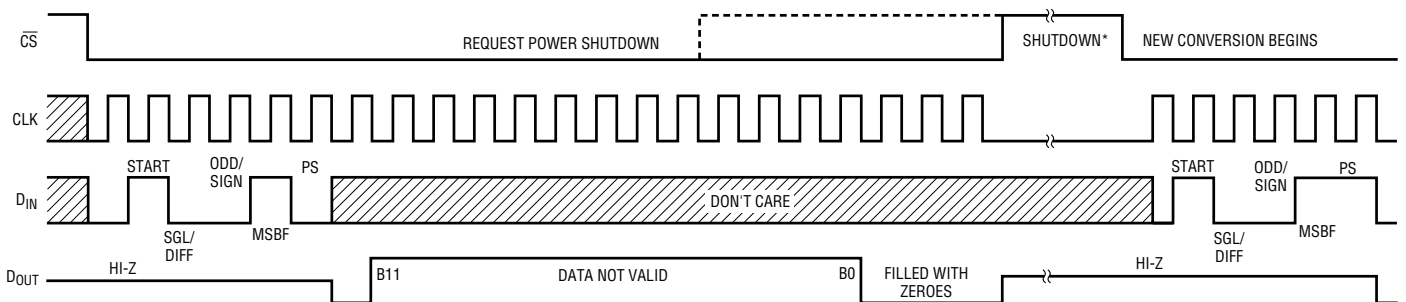 CS
REQUEST POWER SHUTDOWN
SHUTDOWN*
NEW CONVERSION BEGINS
CLK
START
ODD/
SIGN
PS
START
ODD/
SIGN
PS
DIN
DON'T CARE
SGL/
DIFF
MSBF
SGL/
DIFF
MSBF
DOUT
HI-Z
B11
DATA NOT VALID
B0
FILLED WITH
ZEROES
HI-Z